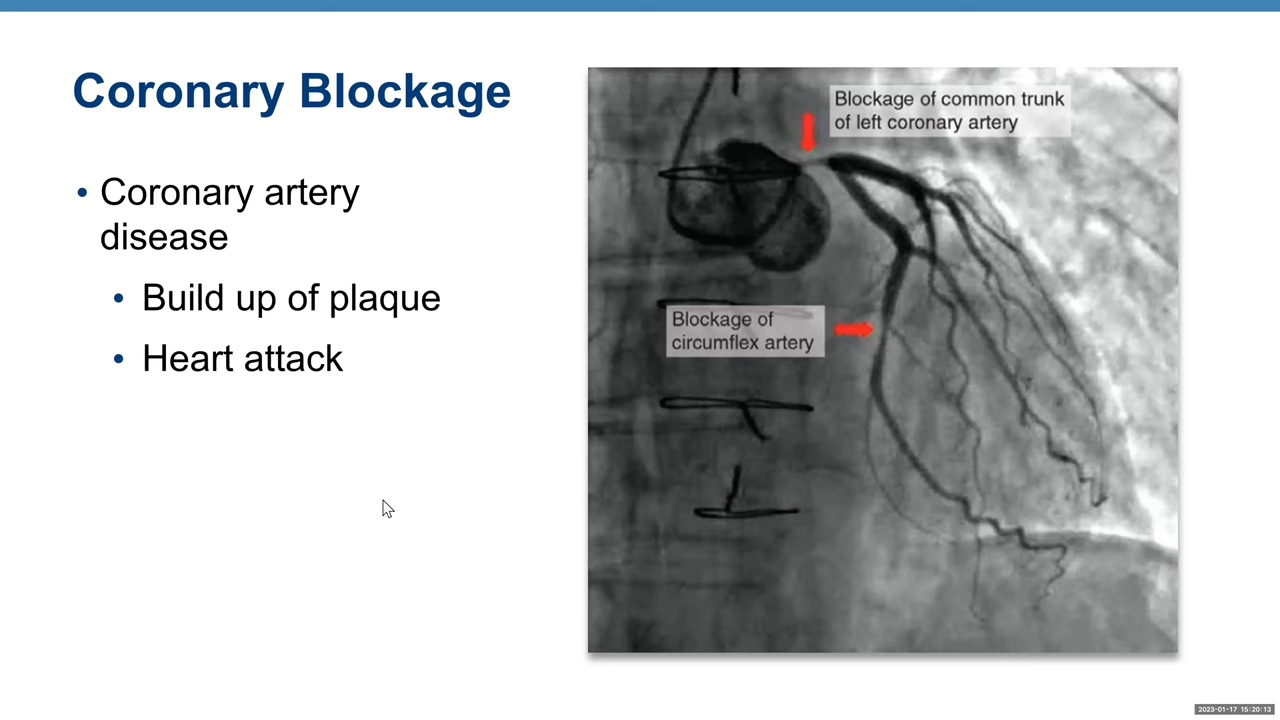 Coronary Blockage
• Coronary artery
disease
• Build up of plaque
• Heart attack
Blockage of common trunk
of left coronary artery
Blockage of
circumflex artery
2023-01-17 15:20:13